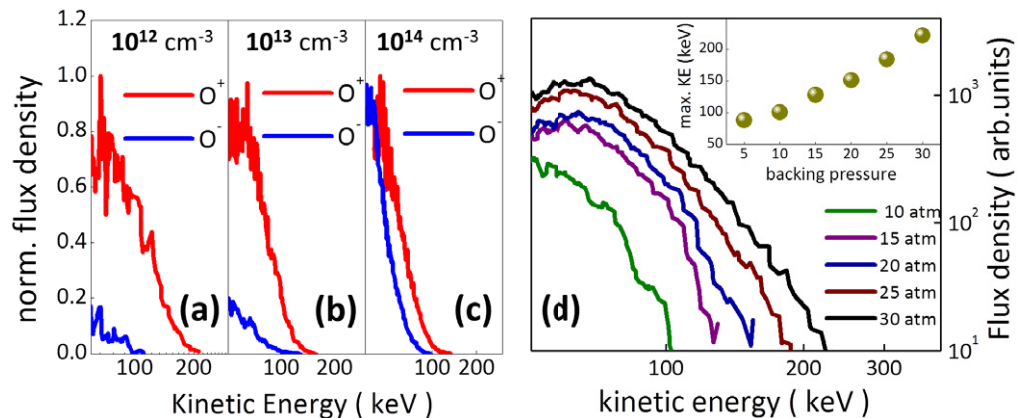 10¹² cm⁻³
10¹³ cm⁻³
10¹⁴ cm⁻³
O⁺
O⁻
O⁺
O⁻
O⁺
O⁻
(a)
(b)
(c)
norm. flux density
1.2
1.0
0.8
0.6
0.4
0.2
0.0
100 200
100 200
100 200
Kinetic Energy ( keV )
(d)
max. KE (keV)
200
150
100
50
5 10 15 20 25 30
backing pressure
10 atm
15 atm
20 atm
25 atm
30 atm
10³
10²
10¹
Flux density ( arb.units)
100 200 300
kinetic energy ( keV )